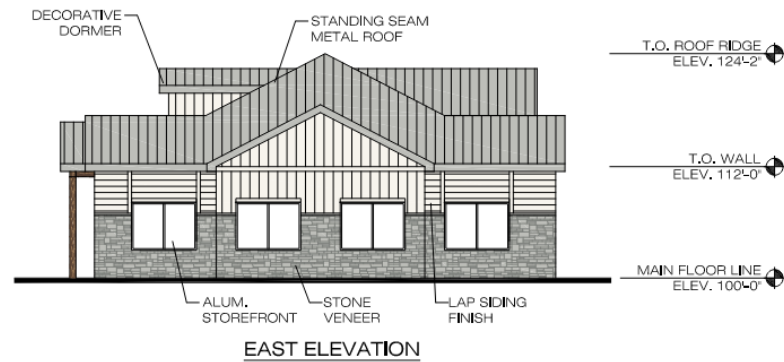 DECORATIVE
DORMER
STANDING SEAM
METAL ROOF
T.O. ROOF RIDGE
ELEV. 124'-2"
T.O. WALL
ELEV. 112'-0"
MAIN FLOOR LINE
ELEV. 100'-0"
ALUM.
STOREFRONT
STONE
VENEER
LAP SIDING
FINISH
EAST ELEVATION